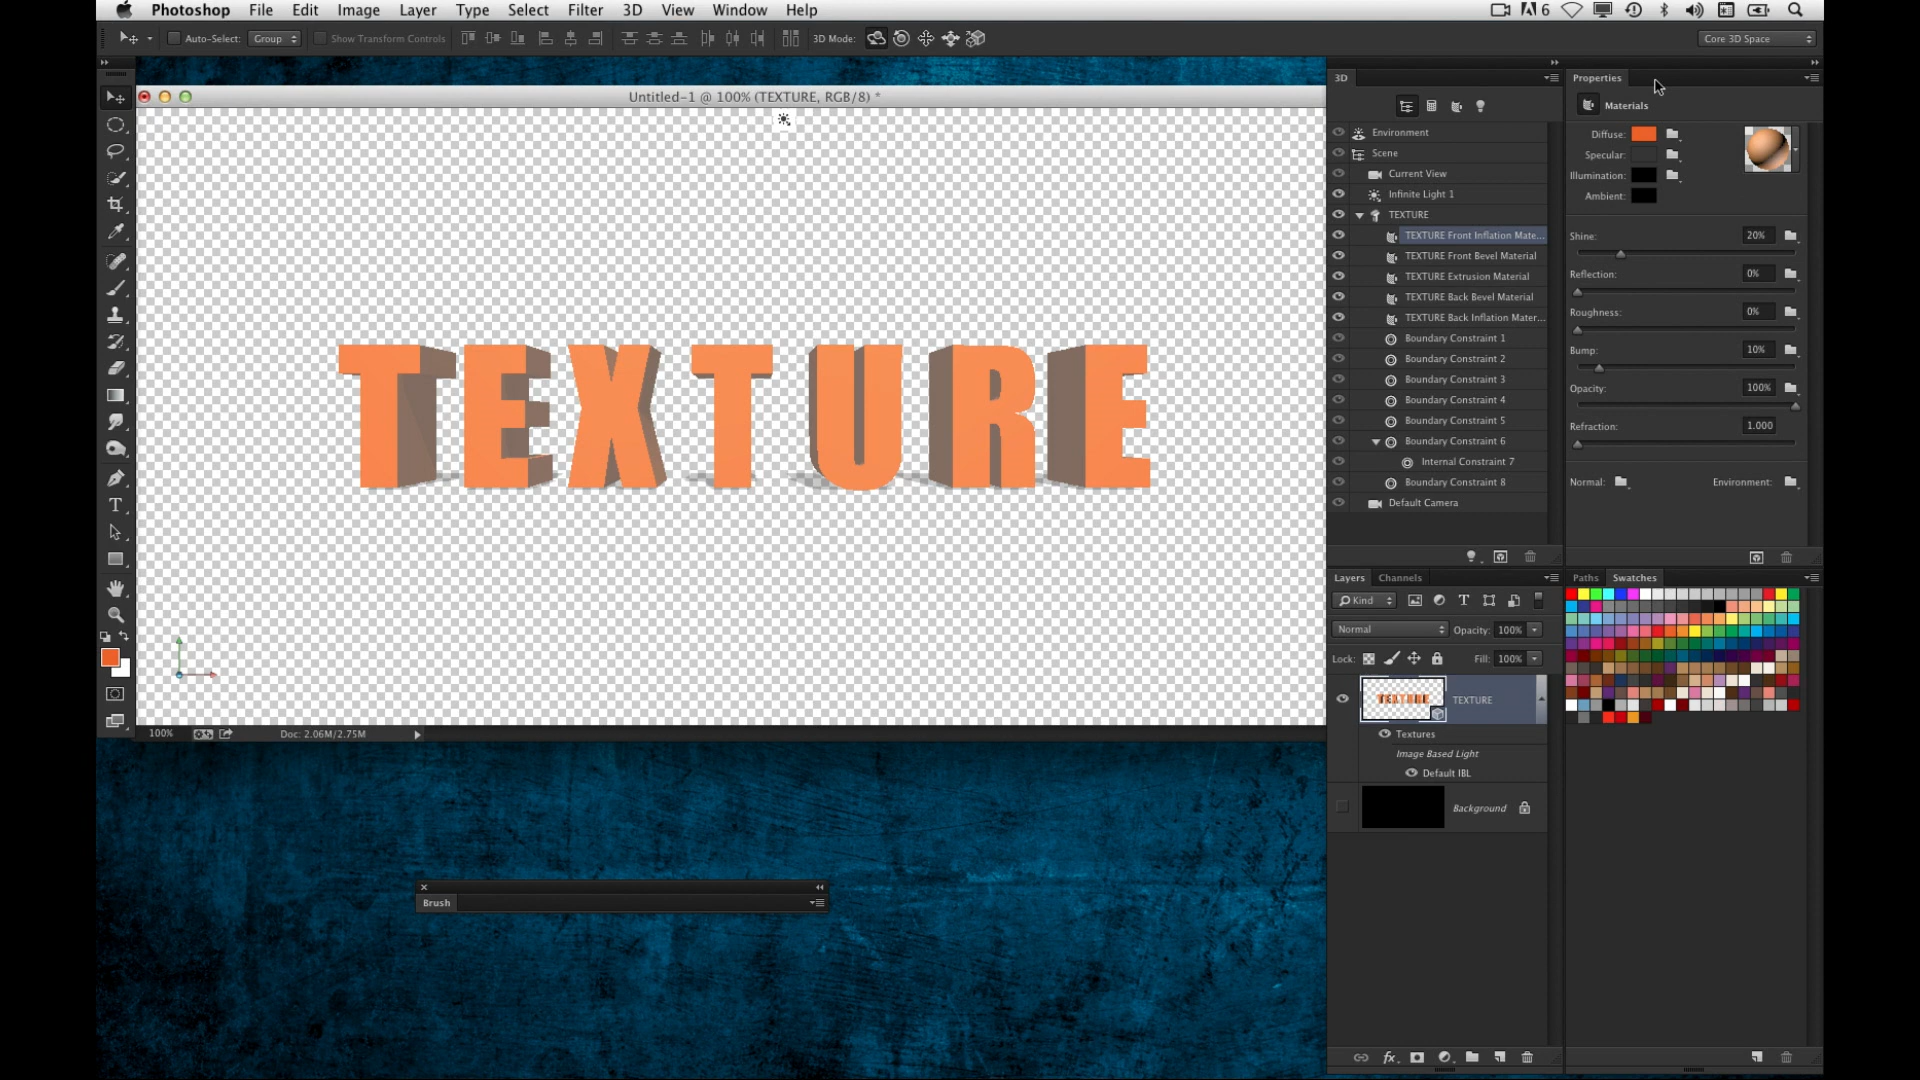 Photoshop File Edit Image Layer Type Select Filter 3D View Window Help 6
Auto-Select: Group Show Transform Controls 3D Mode: Core 3D Space
Untitled-1 @ 100% (TEXTURE, RGB/8) *
TEXTURE
100% Doc: 2.06M/2.75M
Brush
3D
Environment
Scene
Current View
Infinite Light 1
TEXTURE
TEXTURE Front Inflation Mate...
TEXTURE Front Bevel Material
TEXTURE Extrusion Material
TEXTURE Back Bevel Material
TEXTURE Back Inflation Mater...
Boundary Constraint 1
Boundary Constraint 2
Boundary Constraint 3
Boundary Constraint 4
Boundary Constraint 5
Boundary Constraint 6
Internal Constraint 7
Boundary Constraint 8
Default Camera
Properties
Materials
Diffuse:
Specular:
Illumination:
Ambient:
Shine: 20%
Reflection: 0%
Roughness: 0%
Bump: 10%
Opacity: 100%
Refraction: 1.000
Normal: Environment:
Layers Channels
Kind
Normal Opacity: 100%
Lock: Fill: 100%
TEXTURE
TEXTURE
Textures
Image Based Light
Default IBL
Background
Paths Swatches